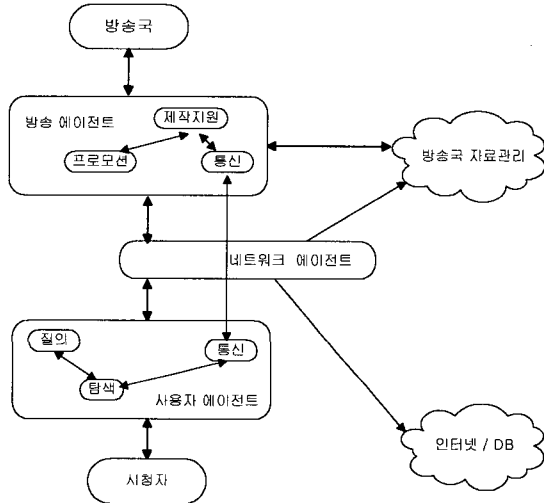 방송국
제작지원
방송 에이전트
프로모션
통신
방송국 자료관리
네트워크 에이전트
질의
통신
탐색
사용자 에이전트
인터넷 / DB
시청자